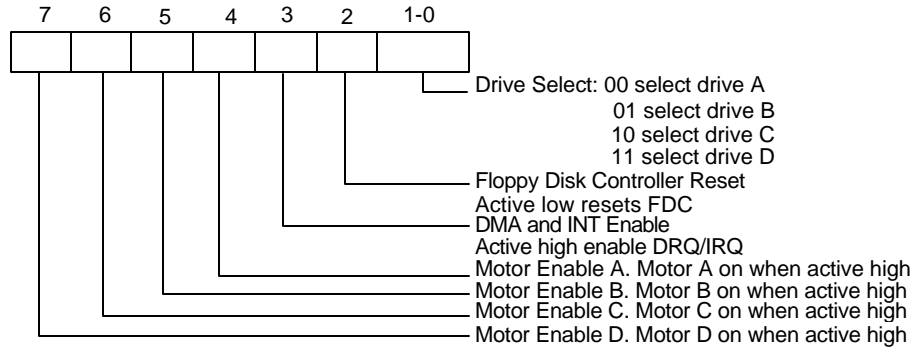 7 6 5 4 3 2 1-0
Drive Select: 00 select drive A
01 select drive B
10 select drive C
11 select drive D
Floppy Disk Controller Reset
Active low resets FDC
DMA and INT Enable
Active high enable DRQ/IRQ
Motor Enable A. Motor A on when active high
Motor Enable B. Motor B on when active high
Motor Enable C. Motor C on when active high
Motor Enable D. Motor D on when active high